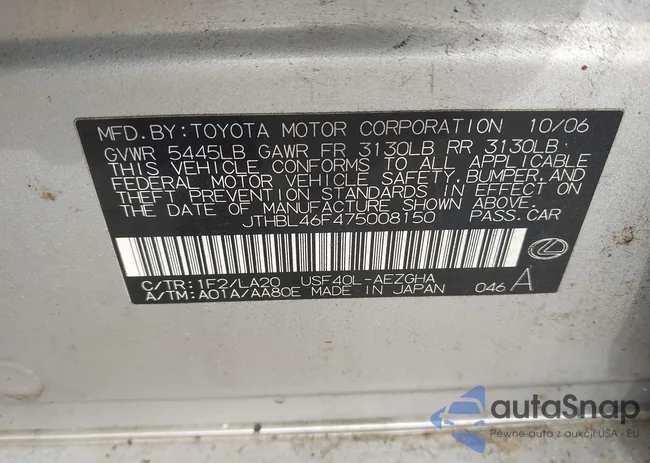 MFD. BY: TOYOTA MOTOR CORPORATION 10/06
GVWR 5445LB GAWR FR 3130LB RR 3130LB
THIS VEHICLE CONFORMS TO ALL APPLICABLE
FEDERAL MOTOR VEHICLE SAFETY, BUMPER, AND
THEFT PREVENTION STANDARDS IN EFFECT ON
THE DATE OF MANUFACTURE SHOWN ABOVE.
JTHBL46F475008150 PASS. CAR
C/TR: 1F2/LA20 USF40L-AEZGHA
A/TM: A01A/AA80E MADE IN JAPAN 046 A
autoSnap
Pewne auta z aukcji USA i EU